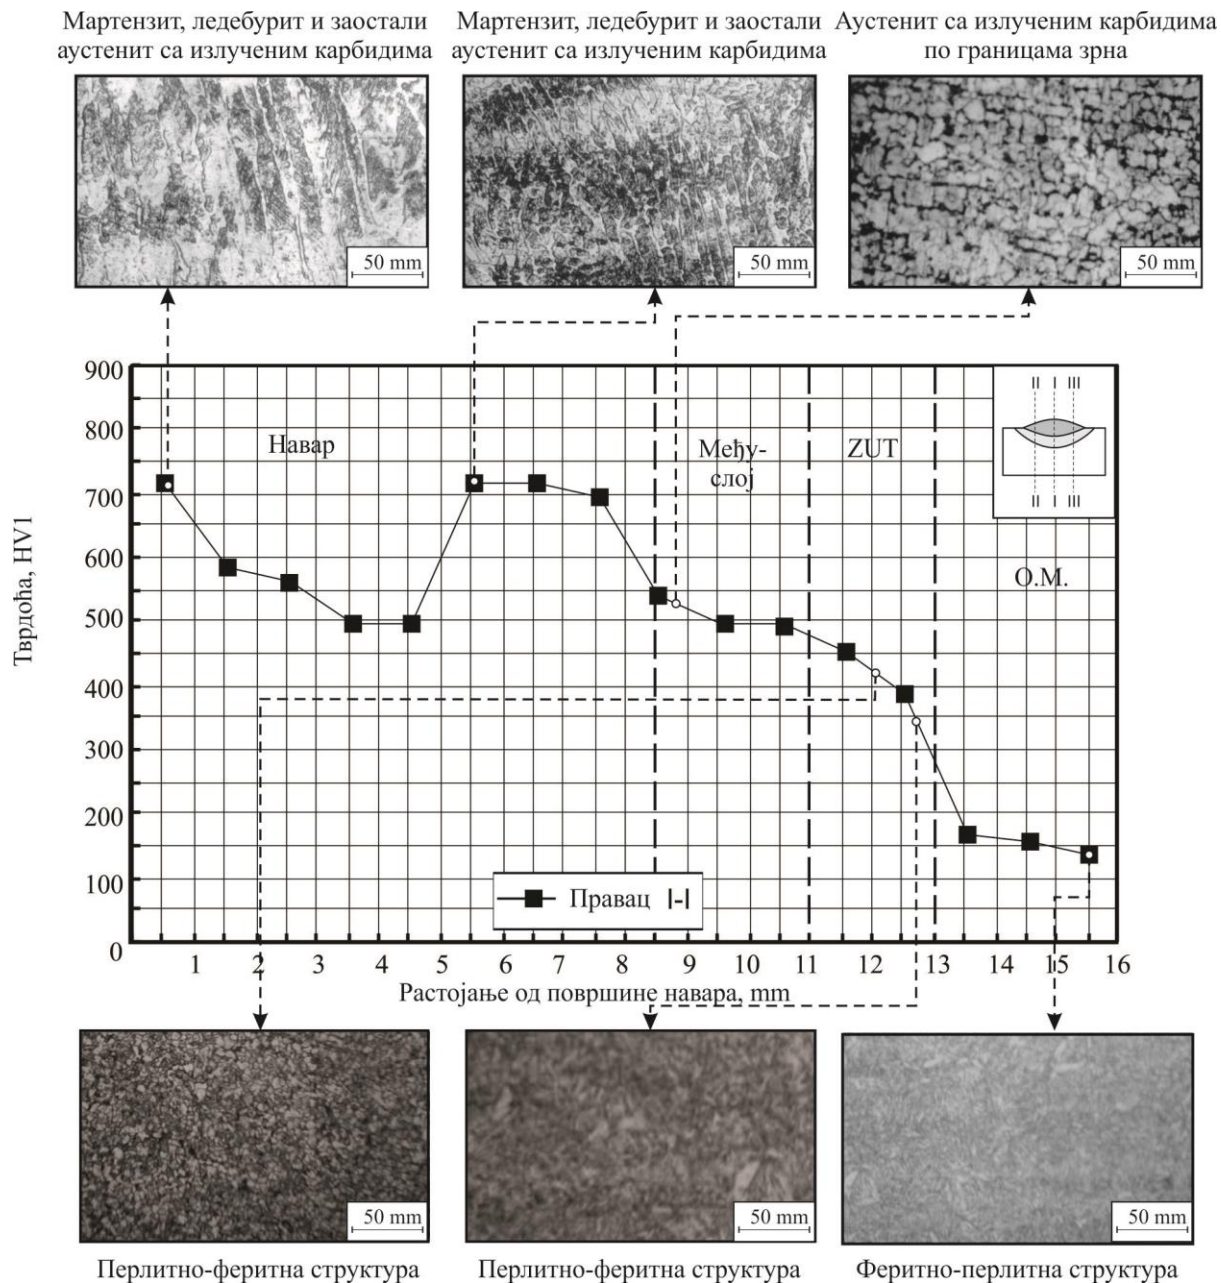 Мартензит, ледебурит и заостали
аустенит са излученим карбидима
Мартензит, ледебурит и заостали
аустенит са излученим карбидима
Аустенит са излученим карбидима
по границама зрна
50 mm
50 mm
50 mm
900
800
700
600
500
400
300
200
100
0
Тврдоћа, HV1
Навар
Међу-
слој
ZUT
О.М.
II I III
II I III
Правац I-I
1 2 3 4 5 6 7 8 9 10 11 12 13 14 15 16
Растојање од површине навара, mm
50 mm
50 mm
50 mm
Перлитно-феритна структура
Перлитно-феритна структура
Феритно-перлитна структура